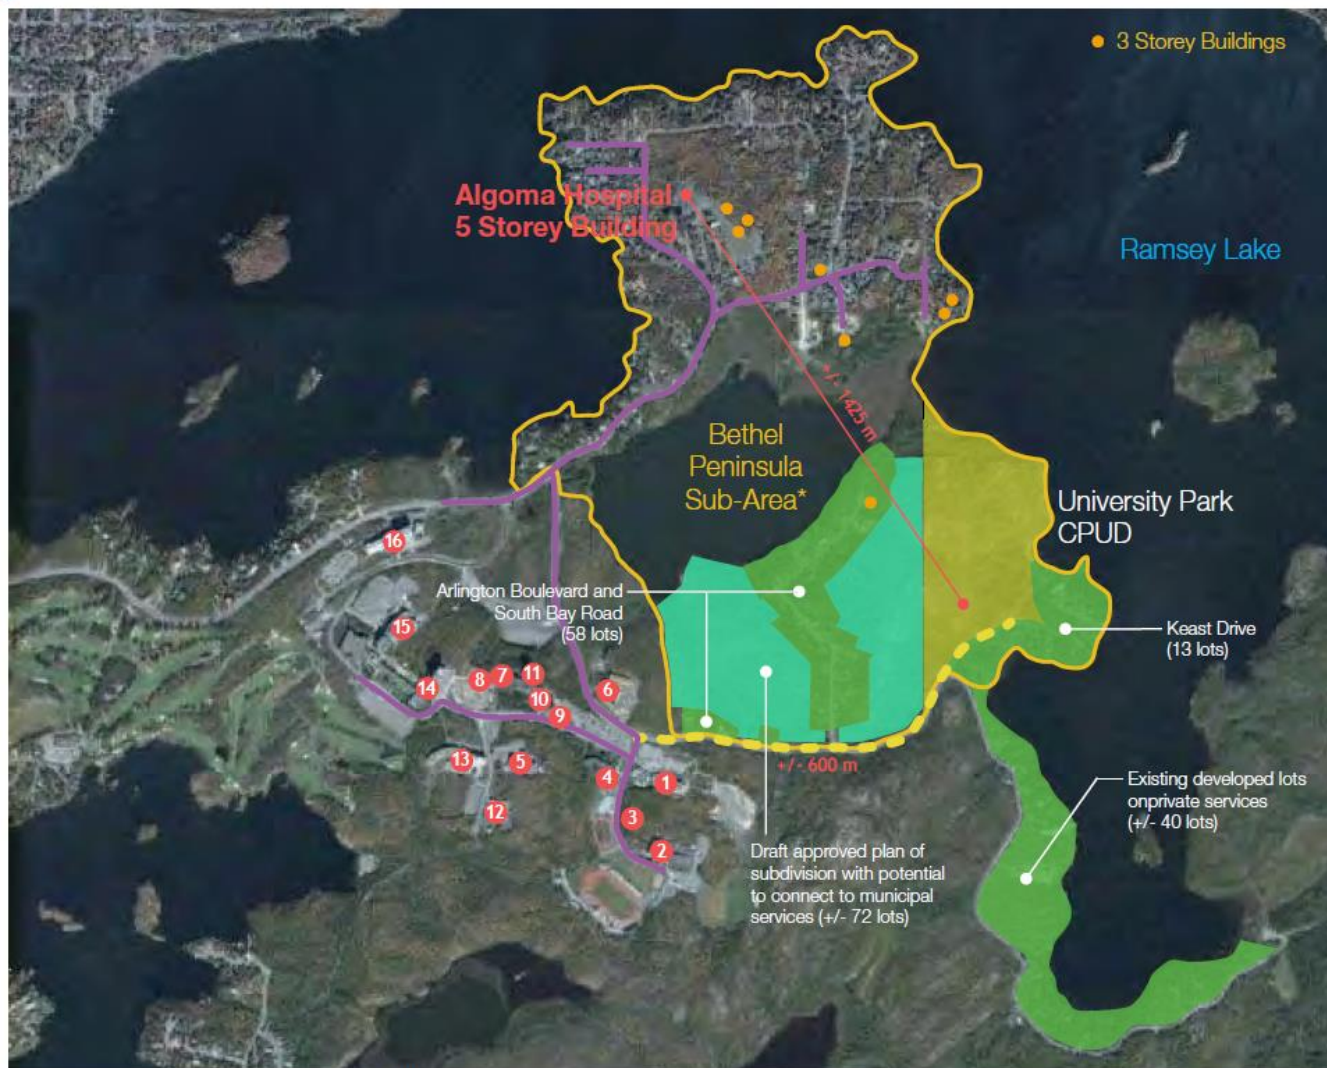 3 Storey Buildings
Algoma Hospital
5 Storey Building
Ramsey Lake
+/- 1425 m
Bethel
Peninsula
Sub-Area*
University Park
CPUD
16
Arlington Boulevard and
South Bay Road
(58 lots)
Keast Drive
(13 lots)
15
14
8
7
11
10
9
6
13
5
4
1
12
3
2
+/- 600 m
Existing developed lots
onprivate services
(+/- 40 lots)
Draft approved plan of
subdivision with potential
to connect to municipal
services (+/- 72 lots)